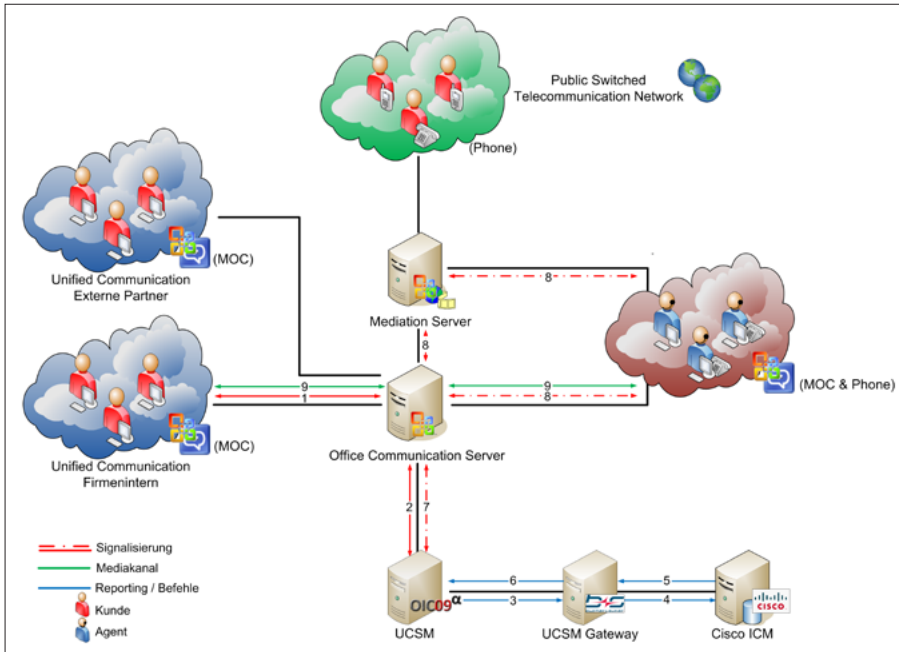 Public Switched
Telecommunication Network
(Phone)
(MOC)
Unified Communication
Externe Partner
8
Mediation Server
8
(MOC & Phone)
9
1
9
8
(MOC)
Unified Communication
Firmenintern
Office Communication Server
2
7
Signalisierung
Mediakanal
Reporting / Befehle
Kunde
Agent
6
5
3
4
OIC09α
CISCO
UCSM
UCSM Gateway
Cisco ICM